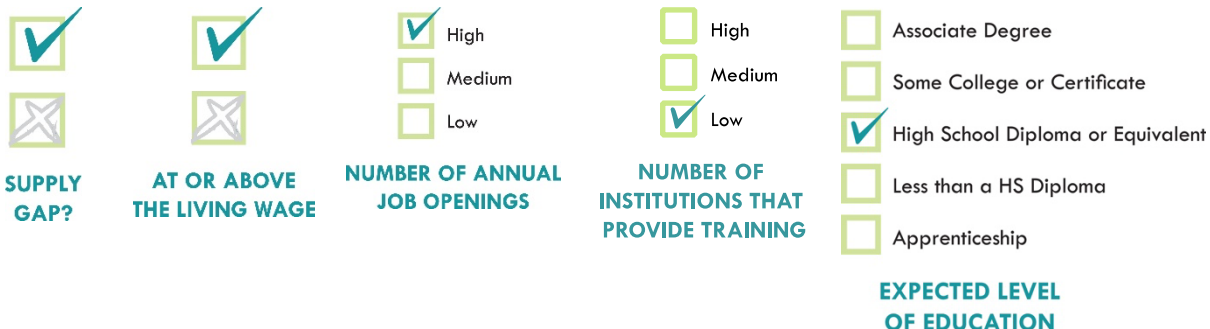 SUPPLY
GAP?
AT OR ABOVE
THE LIVING WAGE
High
Medium
Low
NUMBER OF ANNUAL
JOB OPENINGS
High
Medium
Low
NUMBER OF
INSTITUTIONS THAT
PROVIDE TRAINING
Associate Degree
Some College or Certificate
High School Diploma or Equivalent
Less than a HS Diploma
Apprenticeship
EXPECTED LEVEL
OF EDUCATION